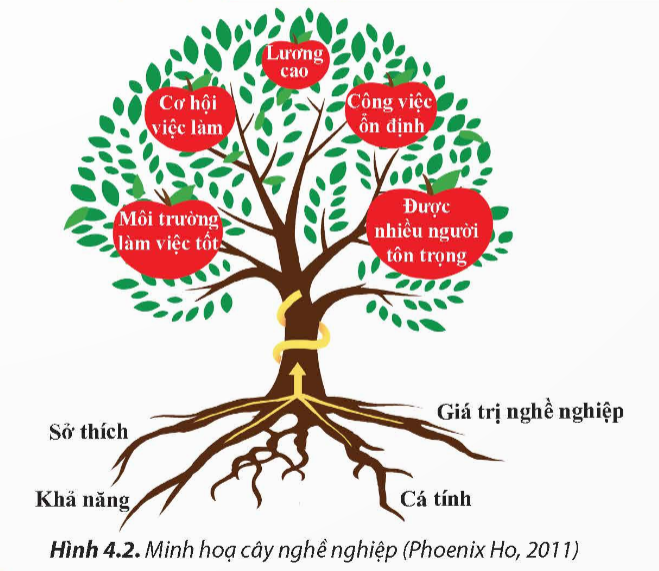 Lương
cao
Cơ hội
việc làm
Công việc
ổn định
Môi trường
làm việc tốt
Được
nhiều người
tôn trọng
Sở thích
Giá trị nghề nghiệp
Khả năng
Cá tính
Hình 4.2. Minh hoạ cây nghề nghiệp (Phoenix Ho, 2011)